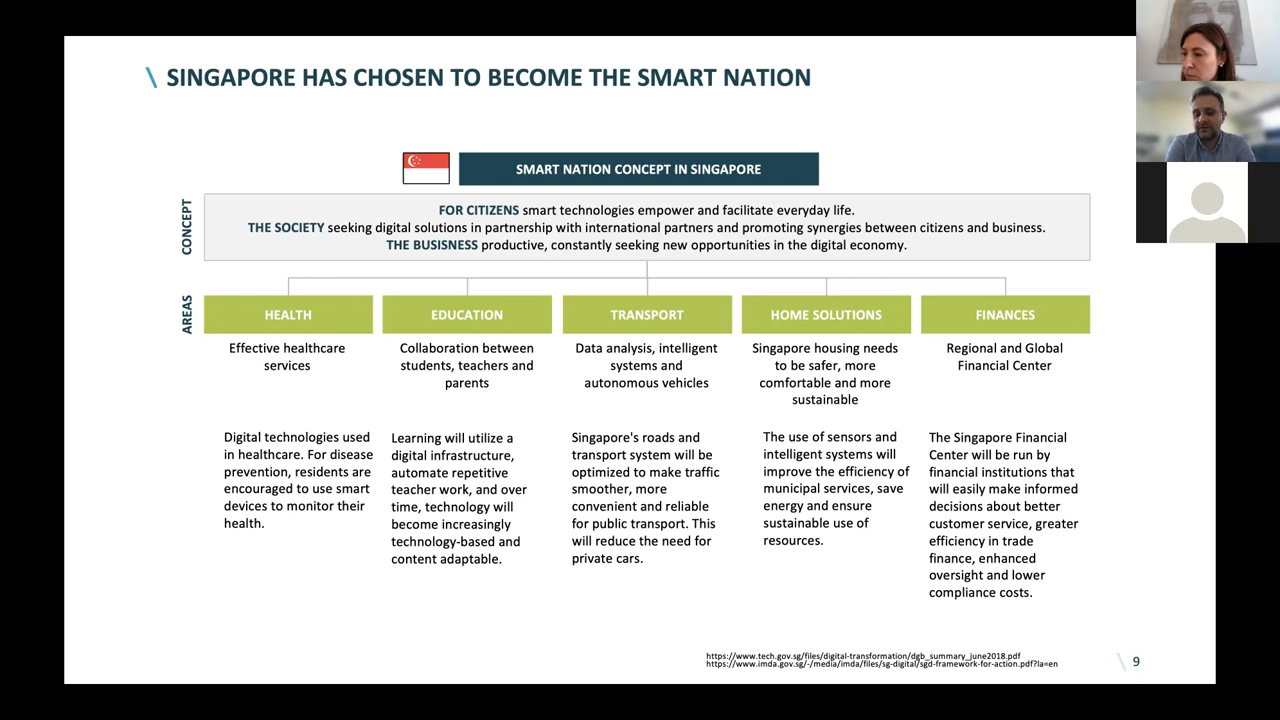 \ SINGAPORE HAS CHOSEN TO BECOME THE SMART NATION
SMART NATION CONCEPT IN SINGAPORE
CONCEPT
FOR CITIZENS smart technologies empower and facilitate everyday life.
THE SOCIETY seeking digital solutions in partnership with international partners and promoting synergies between citizens and business.
THE BUSISNESS productive, constantly seeking new opportunities in the digital economy.
AREAS
HEALTH
Effective healthcare
services
Digital technologies used
in healthcare. For disease
prevention, residents are
encouraged to use smart
devices to monitor their
health.
EDUCATION
Collaboration between
students, teachers and
parents
Learning will utilize a
digital infrastructure,
automate repetitive
teacher work, and over
time, technology will
become increasingly
technology-based and
content adaptable.
TRANSPORT
Data analysis, intelligent
systems and
autonomous vehicles
Singapore's roads and
transport system will be
optimized to make traffic
smoother, more
convenient and reliable
for public transport. This
will reduce the need for
private cars.
HOME SOLUTIONS
Singapore housing needs
to be safer, more
comfortable and more
sustainable
The use of sensors and
intelligent systems will
improve the efficiency of
municipal services, save
energy and ensure
sustainable use of
resources.
FINANCES
Regional and Global
Financial Center
The Singapore Financial
Center will be run by
financial institutions that
will easily make informed
decisions about better
customer service, greater
efficiency in trade
finance, enhanced
oversight and lower
compliance costs.
https://www.tech.gov.sg/files/digital-transformation/dgb_summary_june2018.pdf
https://www.imda.gov.sg/-/media/imda/files/sg-digital/sgd-framework-for-action.pdf?la=en
\ 9